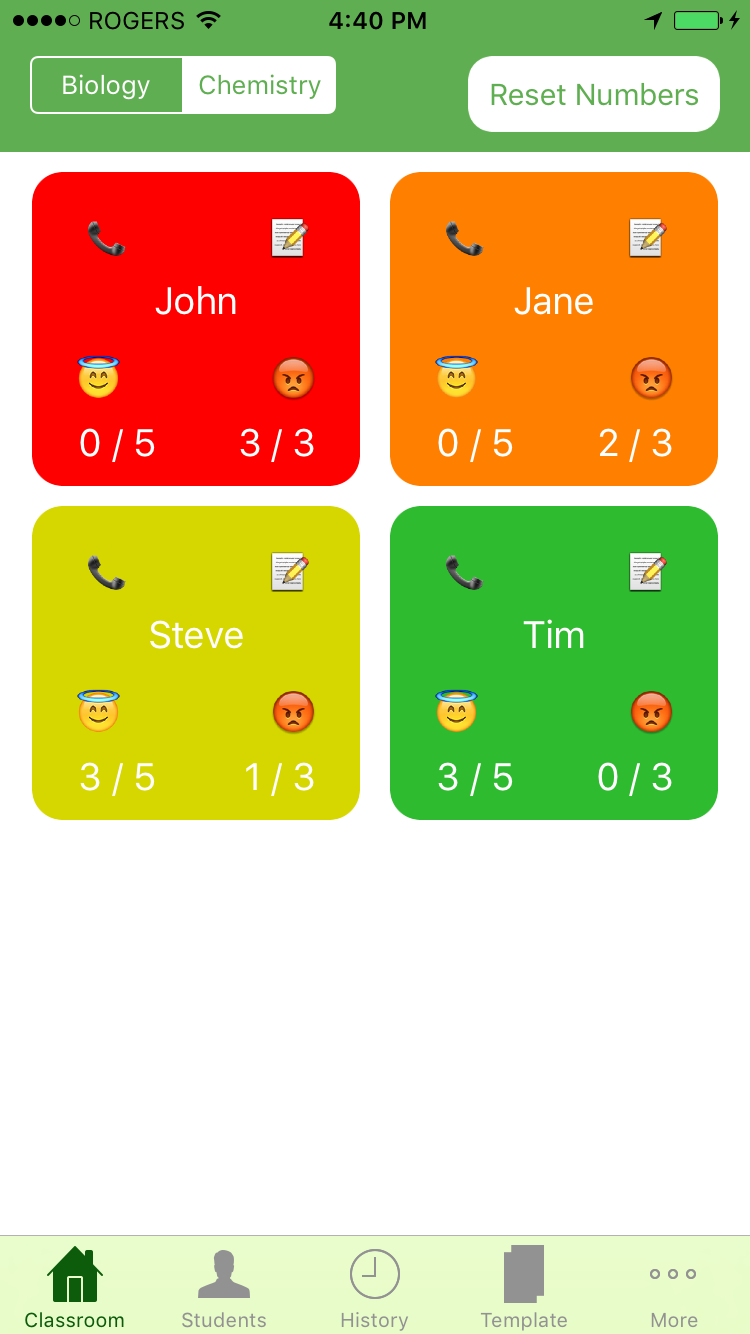 ROGERS 4:40 PM
Biology Chemistry Reset Numbers
John
0 / 5 3 / 3
Jane
0 / 5 2 / 3
Steve
3 / 5 1 / 3
Tim
3 / 5 0 / 3
Classroom Students History Template More